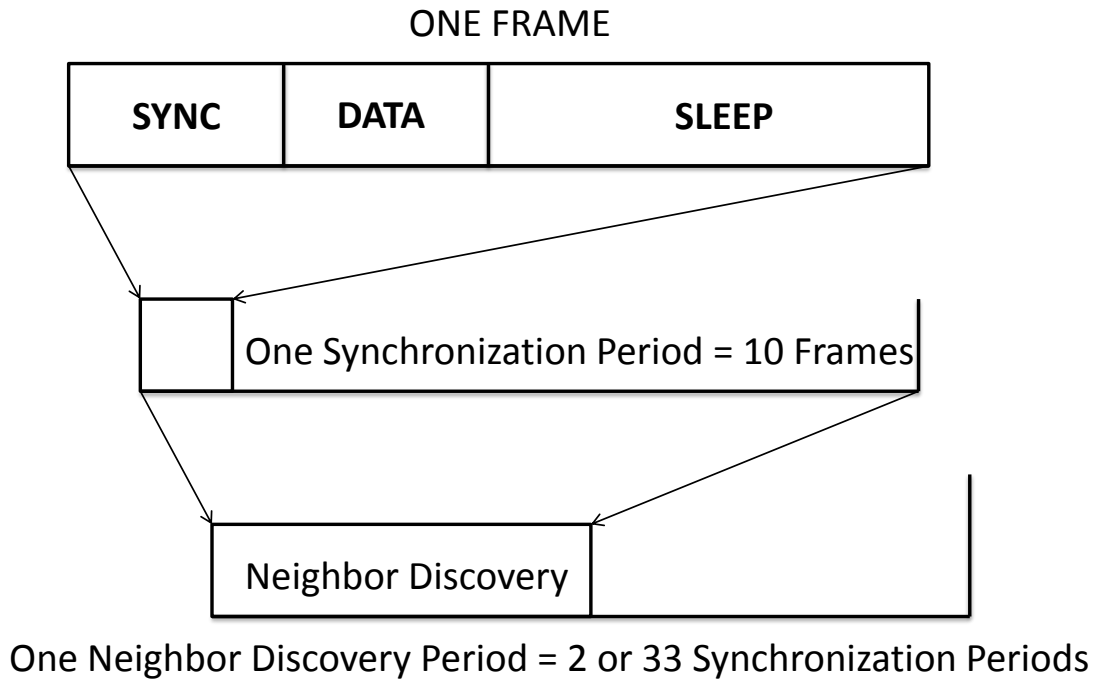 ONE FRAME
SYNC DATA SLEEP
One Synchronization Period = 10 Frames
Neighbor Discovery
One Neighbor Discovery Period = 2 or 33 Synchronization Periods